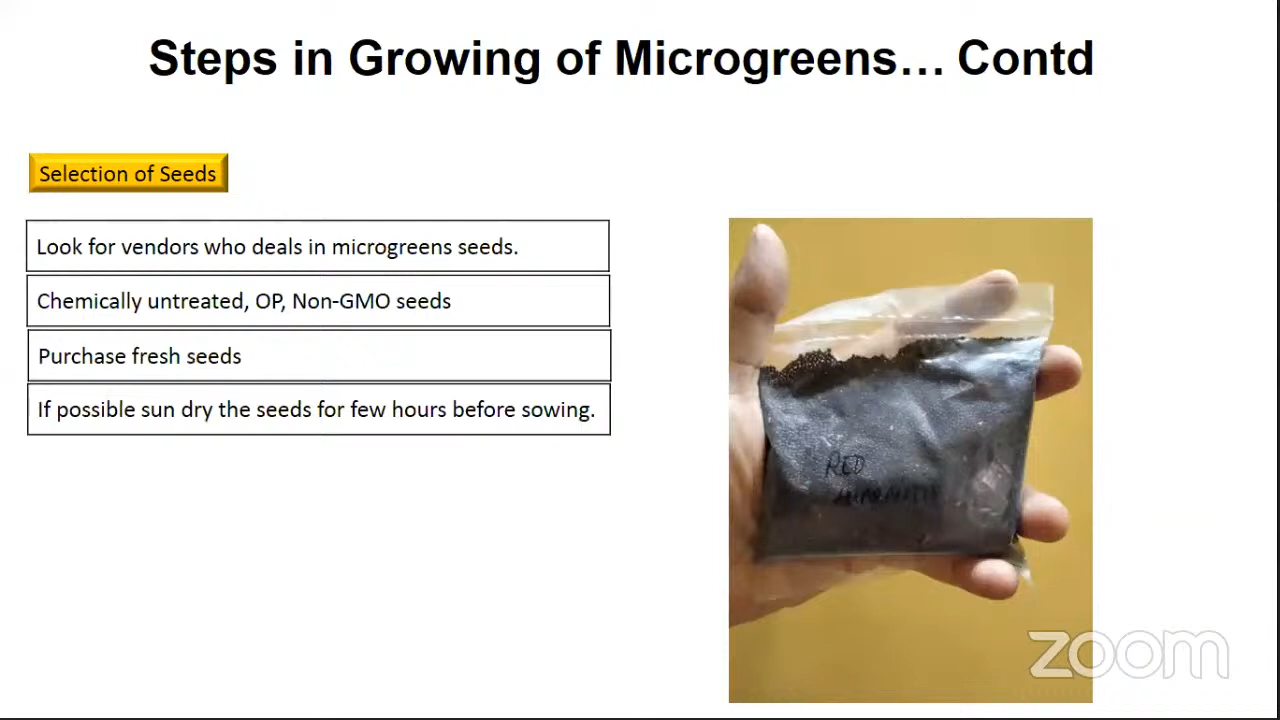 Steps in Growing of Microgreens… Contd
Selection of Seeds
Look for vendors who deals in microgreens seeds.
Chemically untreated, OP, Non-GMO seeds
Purchase fresh seeds
If possible sun dry the seeds for few hours before sowing.
RED
zoom